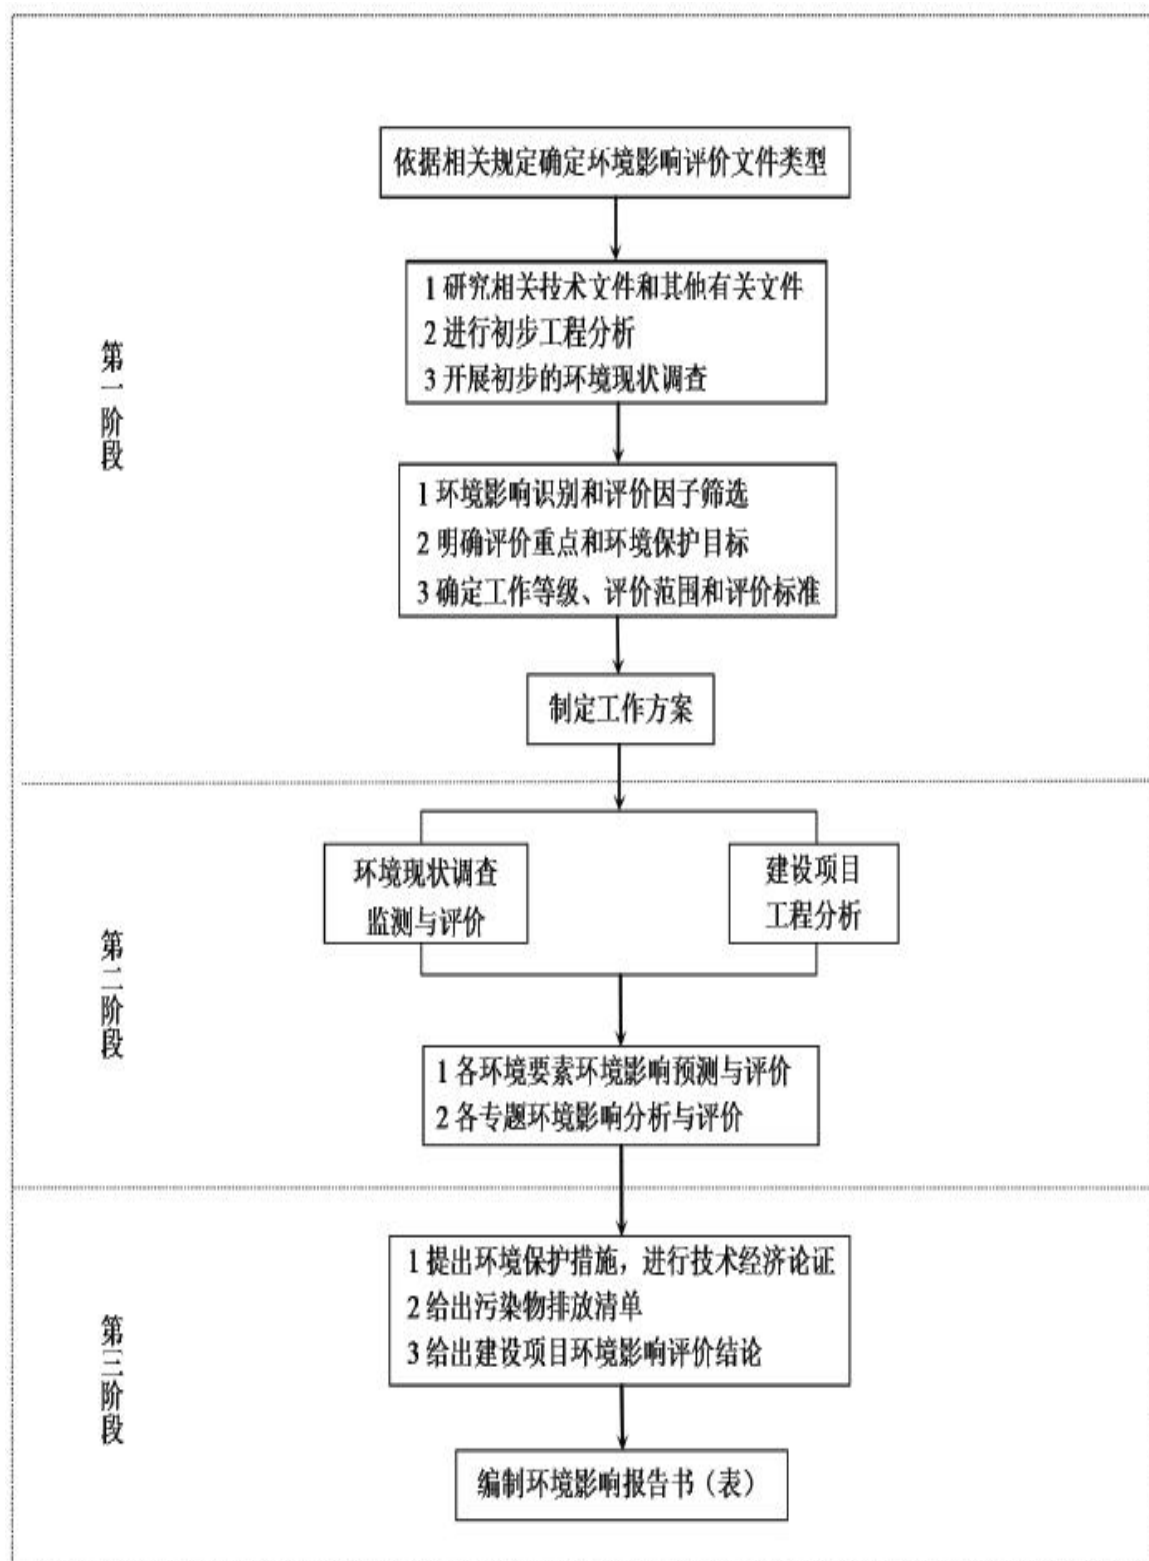 依据相关规定确定环境影响评价文件类型
1 研究相关技术文件和其他有关文件
2 进行初步工程分析
3 开展初步的环境现状调查
第一阶段
1 环境影响识别和评价因子筛选
2 明确评价重点和环境保护目标
3 确定工作等级、评价范围和评价标准
制定工作方案
环境现状调查
监测与评价
建设项目
工程分析
第二阶段
1 各环境要素环境影响预测与评价
2 各专题环境影响分析与评价
1 提出环境保护措施，进行技术经济论证
2 给出污染物排放清单
3 给出建设项目环境影响评价结论
第三阶段
编制环境影响报告书（表）